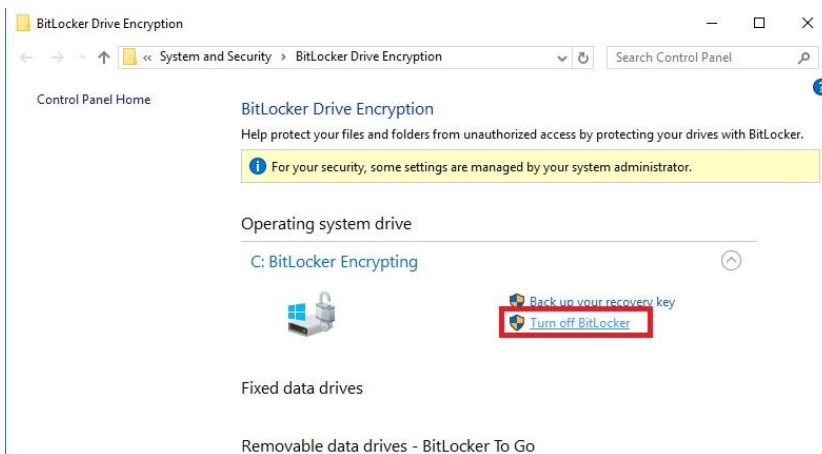 BitLocker Drive Encryption
« System and Security > BitLocker Drive Encryption
Search Control Panel
Control Panel Home
BitLocker Drive Encryption
Help protect your files and folders from unauthorized access by protecting your drives with BitLocker.
For your security, some settings are managed by your system administrator.
Operating system drive
C: BitLocker Encrypting
Back up your recovery key
Turn off BitLocker
Fixed data drives
Removable data drives - BitLocker To Go